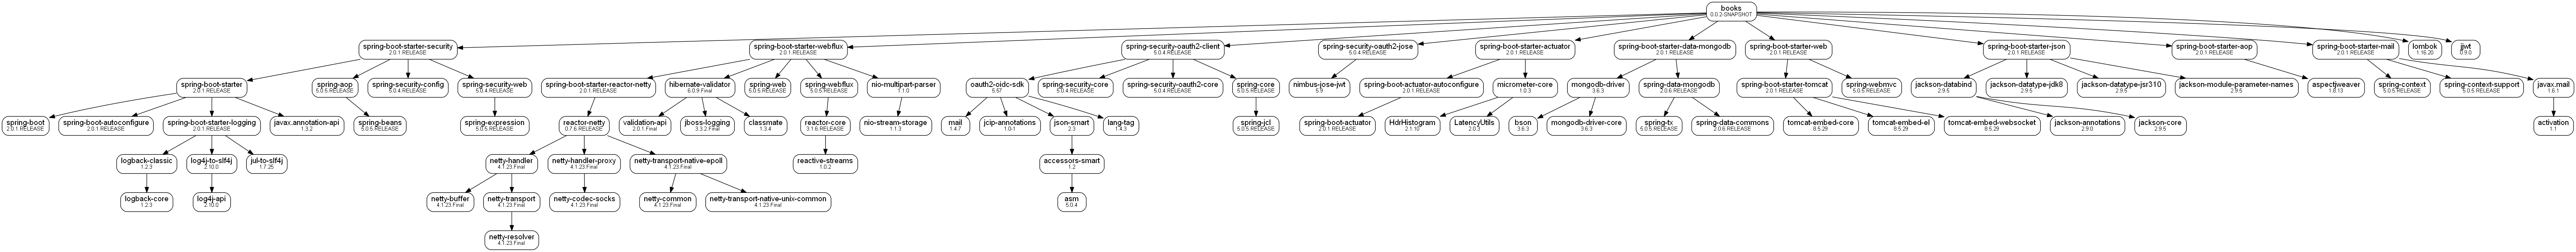 books
0.0.2-SNAPSHOT
spring-boot-starter-security
2.0.1.RELEASE
spring-boot-starter-webflux
2.0.1.RELEASE
spring-security-oauth2-client
5.0.4.RELEASE
spring-security-oauth2-jose
5.0.4.RELEASE
spring-boot-starter-actuator
2.0.1.RELEASE
spring-boot-starter-data-mongodb
2.0.1.RELEASE
spring-boot-starter-web
2.0.1.RELEASE
spring-boot-starter-json
2.0.1.RELEASE
spring-boot-starter-aop
2.0.1.RELEASE
spring-boot-starter-mail
2.0.1.RELEASE
lombok
1.16.20
jjwt
0.9.0
spring-boot-starter
2.0.1.RELEASE
spring-aop
5.0.5.RELEASE
spring-security-config
5.0.4.RELEASE
spring-security-web
5.0.4.RELEASE
spring-boot-starter-reactor-netty
2.0.1.RELEASE
hibernate-validator
6.0.9.Final
spring-web
5.0.5.RELEASE
spring-webflux
5.0.5.RELEASE
nio-multipart-parser
1.1.0
oauth2-oidc-sdk
5.57
spring-security-core
5.0.4.RELEASE
spring-security-oauth2-core
5.0.4.RELEASE
spring-core
5.0.5.RELEASE
nimbus-jose-jwt
5.9
spring-boot-actuator-autoconfigure
2.0.1.RELEASE
micrometer-core
1.0.3
mongodb-driver
3.6.3
spring-data-mongodb
2.0.6.RELEASE
spring-boot-starter-tomcat
2.0.1.RELEASE
spring-webmvc
5.0.5.RELEASE
jackson-databind
2.9.5
jackson-datatype-jdk8
2.9.5
jackson-datatype-jsr310
2.9.5
jackson-module-parameter-names
2.9.5
aspectjweaver
1.8.13
spring-context
5.0.5.RELEASE
spring-context-support
5.0.5.RELEASE
javax.mail
1.6.1
spring-boot
2.0.1.RELEASE
spring-boot-autoconfigure
2.0.1.RELEASE
spring-boot-starter-logging
2.0.1.RELEASE
javax.annotation-api
1.3.2
spring-beans
5.0.5.RELEASE
spring-expression
5.0.5.RELEASE
reactor-netty
0.7.6.RELEASE
validation-api
2.0.1.Final
jboss-logging
3.3.2.Final
classmate
1.3.4
reactor-core
3.1.6.RELEASE
nio-stream-storage
1.1.3
mail
1.4.7
jcip-annotations
1.0-1
json-smart
2.3
lang-tag
1.4.3
spring-jcl
5.0.5.RELEASE
spring-boot-actuator
2.0.1.RELEASE
HdrHistogram
2.1.10
LatencyUtils
2.0.3
bson
3.6.3
mongodb-driver-core
3.6.3
spring-tx
5.0.5.RELEASE
spring-data-commons
2.0.6.RELEASE
tomcat-embed-core
8.5.29
tomcat-embed-el
8.5.29
tomcat-embed-websocket
8.5.29
jackson-annotations
2.9.0
jackson-core
2.9.5
activation
1.1
logback-classic
1.2.3
log4j-to-slf4j
2.10.0
jul-to-slf4j
1.7.25
netty-handler
4.1.23.Final
netty-handler-proxy
4.1.23.Final
netty-transport-native-epoll
4.1.23.Final
reactive-streams
1.0.2
accessors-smart
1.2
logback-core
1.2.3
log4j-api
2.10.0
netty-buffer
4.1.23.Final
netty-transport
4.1.23.Final
netty-codec-socks
4.1.23.Final
netty-common
4.1.23.Final
netty-transport-native-unix-common
4.1.23.Final
asm
5.0.4
netty-resolver
4.1.23.Final